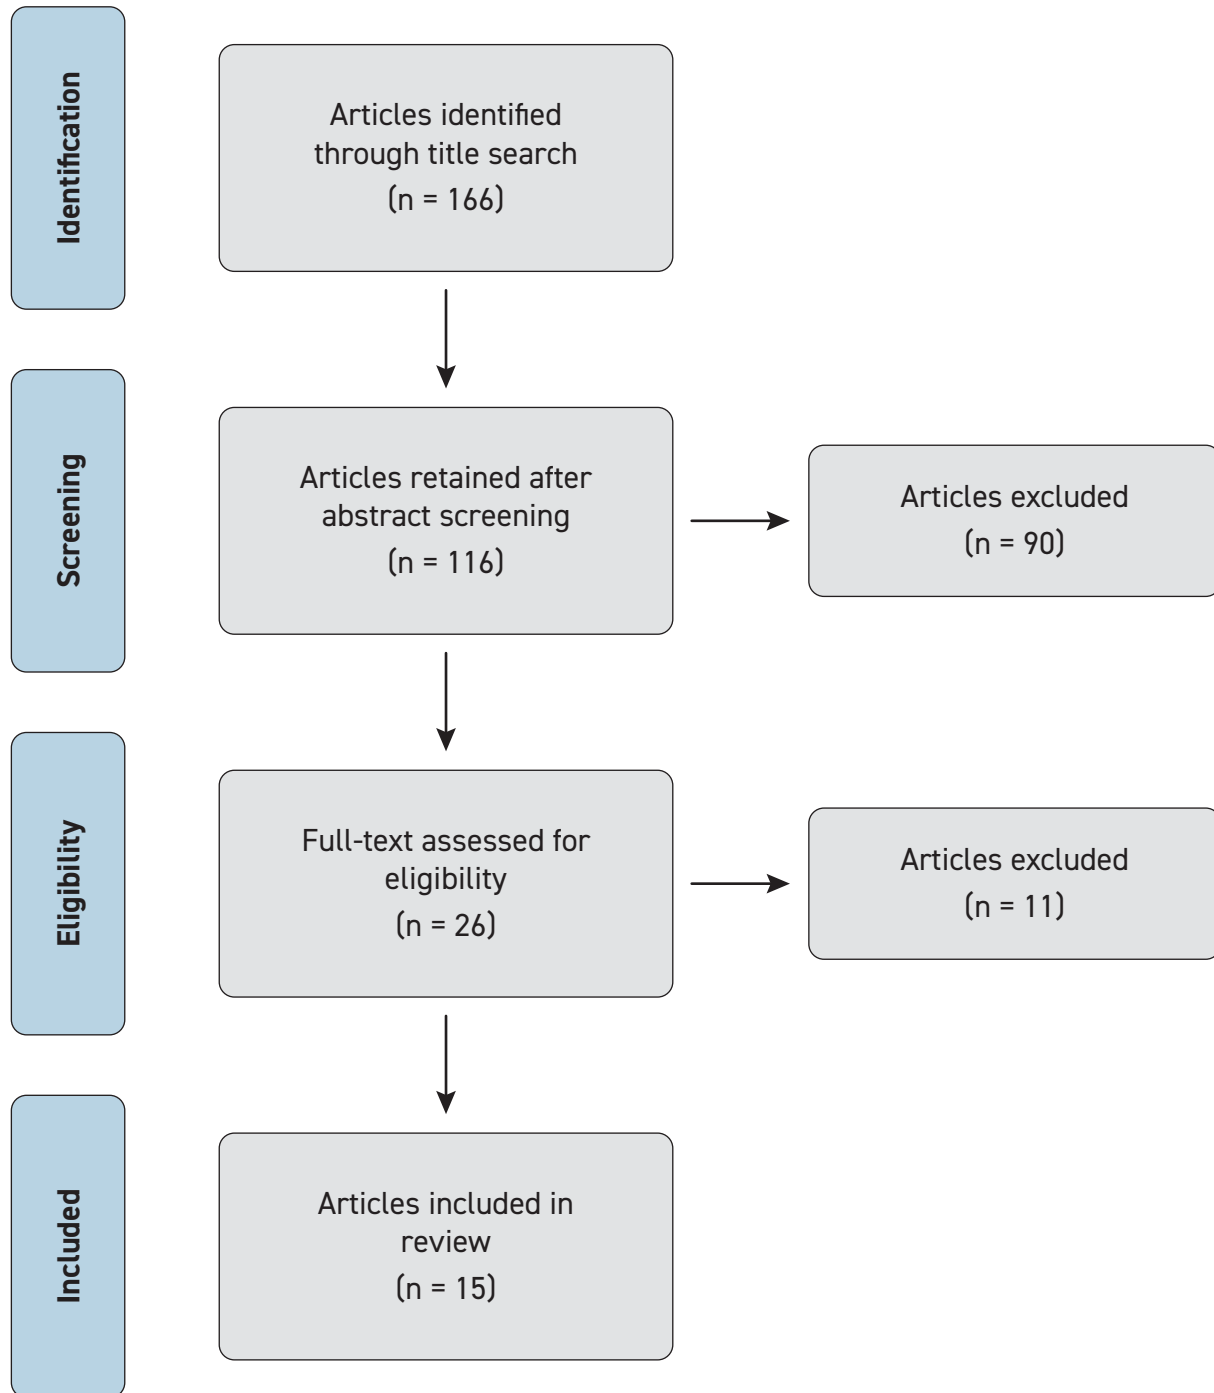 Identification
Articles identified
through title search
(n = 166)
Screening
Articles retained after
abstract screening
(n = 116)
Articles excluded
(n = 90)
Eligibility
Full-text assessed for
eligibility
(n = 26)
Articles excluded
(n = 11)
Included
Articles included in
review
(n = 15)